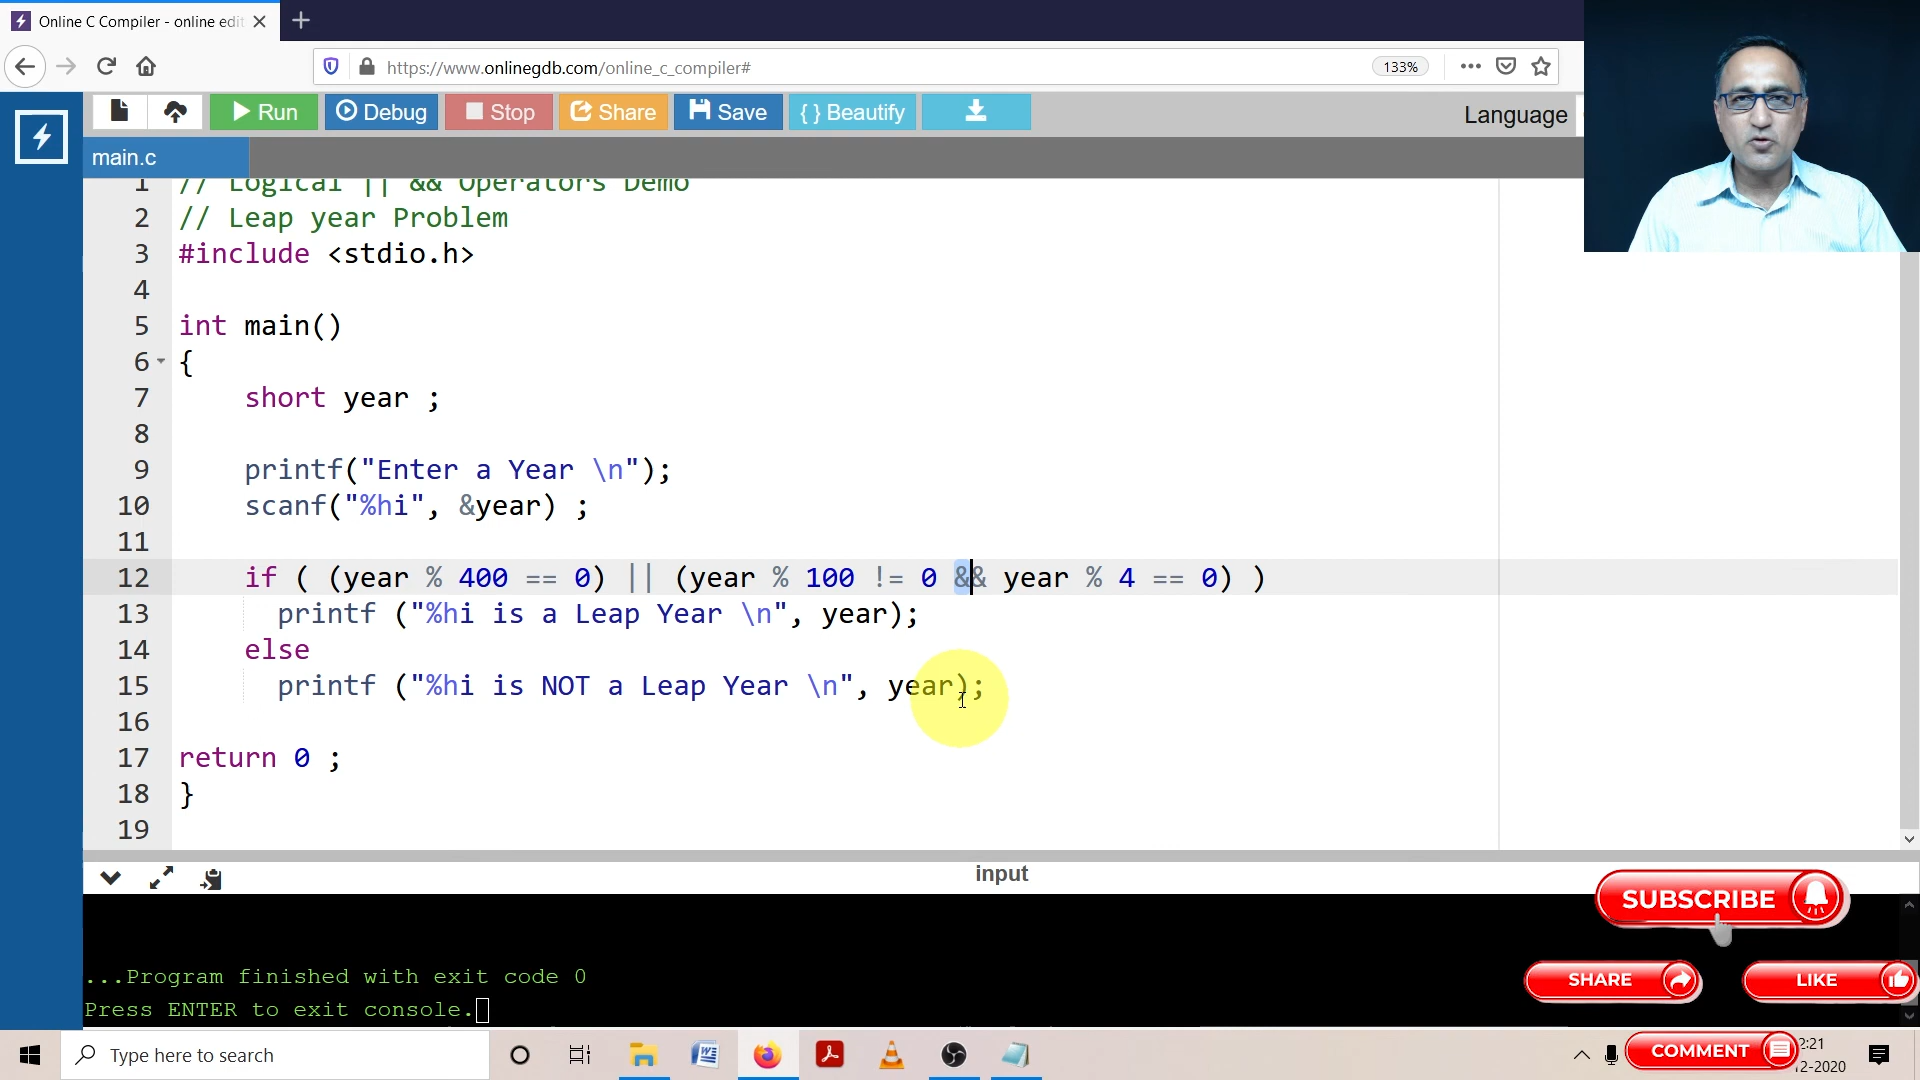 Online C Compiler - online edit
https://www.onlinegdb.com/online_c_compiler#
133%
Run
Debug
Stop
Share
Save
{ } Beautify
Language
main.c
1 // Logical || && Operators Demo
2 // Leap year Problem
3 #include <stdio.h>
4
5 int main()
6 {
7 short year ;
8
9 printf("Enter a Year \n");
10 scanf("%hi", &year) ;
11
12 if ( (year % 400 == 0) || (year % 100 != 0 && year % 4 == 0) )
13 printf ("%hi is a Leap Year \n", year);
14 else
15 printf ("%hi is NOT a Leap Year \n", year);
16
17 return 0 ;
18 }
19
input
SUBSCRIBE
...Program finished with exit code 0
SHARE
LIKE
Press ENTER to exit console.
Type here to search
COMMENT
2:21
12-2020